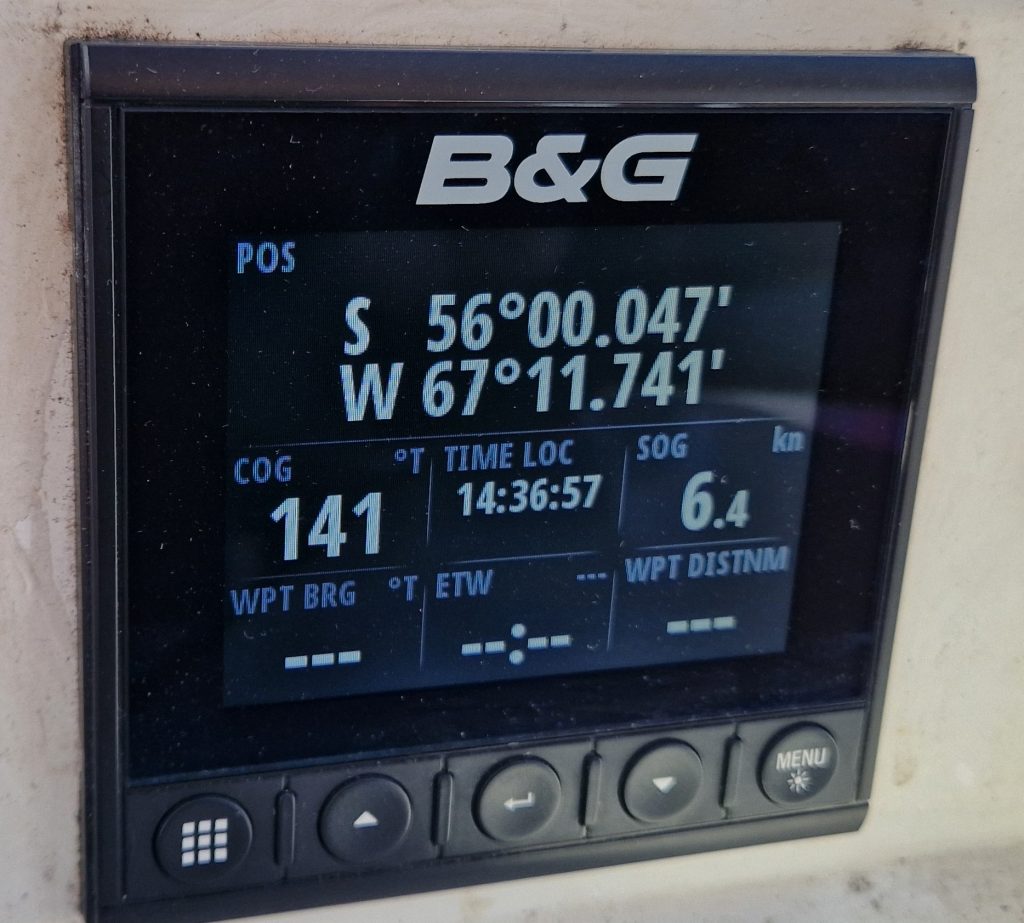 B&G
POS
S 56°00.047'
W 67°11.741'
COG °T TIME LOC SOG kn
141 14:36:57 6.4
WPT BRG °T ETW --- WPT DISTNM
--- --:-- ---
MENU